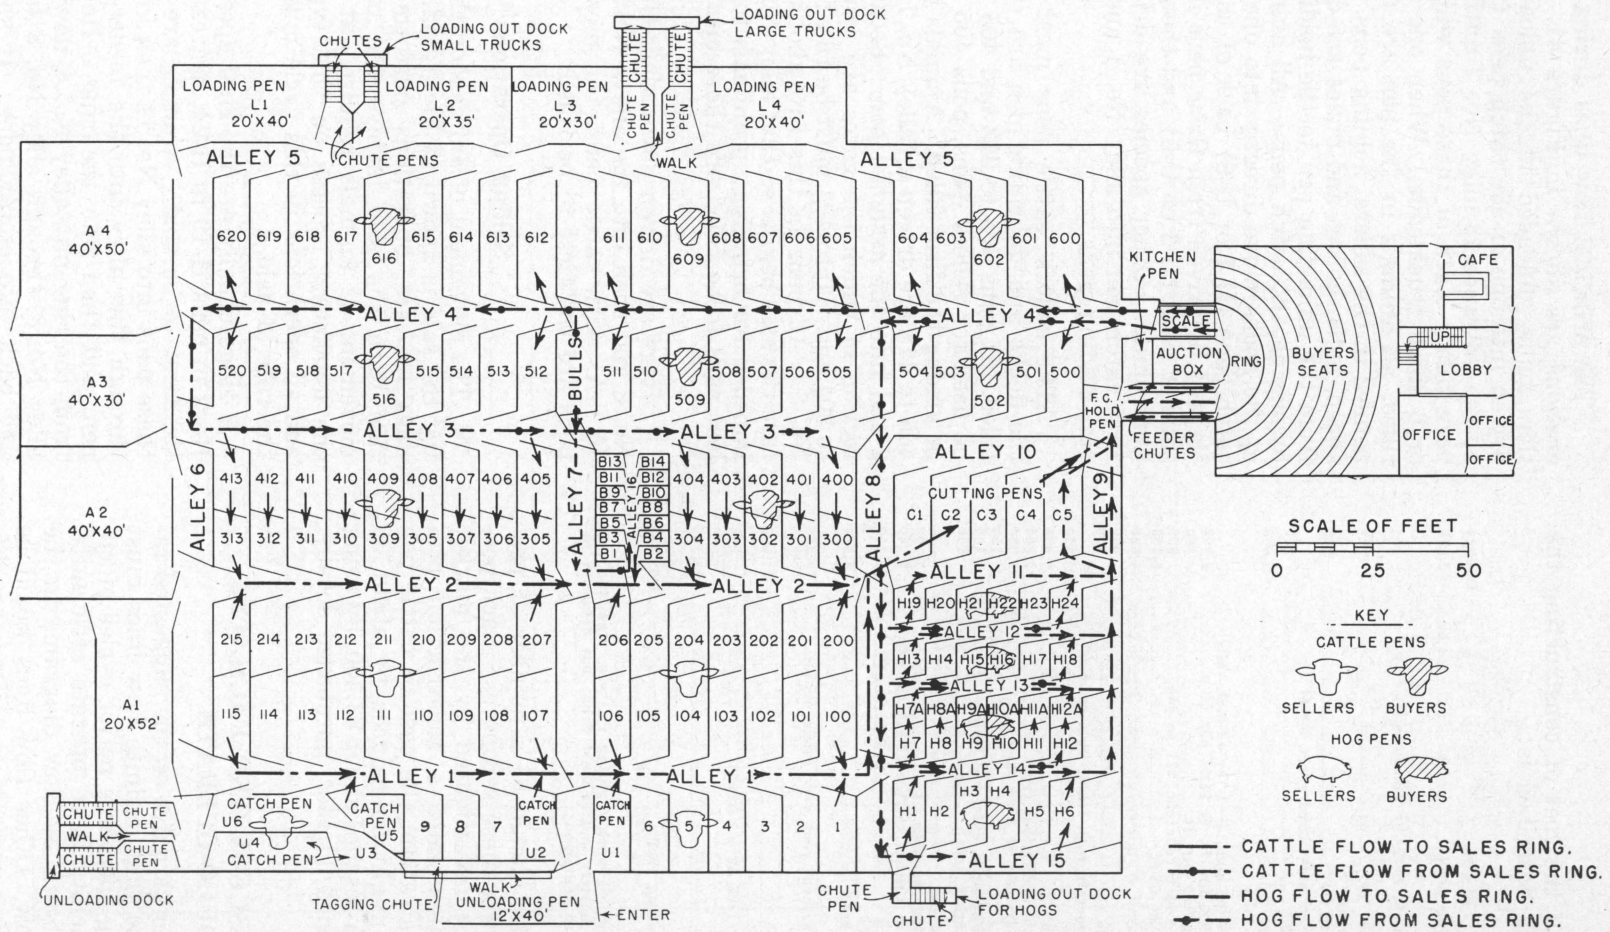 LOADING OUT DOCK
SMALL TRUCKS
CHUTES
LOADING OUT DOCK
LARGE TRUCKS
CHUTE
CHUTE
LOADING PEN
L1
20'X40'
LOADING PEN
L2
20'X35'
LOADING PEN
L3
20'X30'
CHUTE PEN
CHUTE PEN
LOADING PEN
L4
20'X40'
ALLEY 5
CHUTE PENS
WALK
ALLEY 5
A4
40'X50'
620 619 618 617 616 615 614 613 612 611 610 609 608 607 606 605 604 603 602 601 600
KITCHEN
PEN
CAFE
ALLEY 4
ALLEY 4
SCALE
UP
A3
40'X30'
520 519 518 517 516 515 514 513 512
BULLS
511 510 509 508 507 506 505 504 503 502 501 500
AUCTION
BOX
RING
BUYERS
SEATS
LOBBY
F.C.
HOLD
PEN
FEEDER
CHUTES
OFFICE
OFFICE
OFFICE
ALLEY 3
ALLEY 3
ALLEY 10
ALLEY 6
413 412 411 410 409 408 407 406 405
ALLEY 7
B13 B14
B11 B12
B9 B10
B7 B8
B5 B6
B3 B4
B1 B2
ALLEY 6
404 403 402 401 400
ALLEY 8
CUTTING PENS
C1 C2 C3 C4 C5
ALLEY 9
A2
40'X40'
313 312 311 310 309 305 307 306 305
304 303 302 301 300
SCALE OF FEET
0 25 50
ALLEY 2
ALLEY 2
ALLEY 11
H19 H20 H21 H22 H23 H24
ALLEY 12
215 214 213 212 211 210 209 208 207 206 205 204 203 202 201 200
H13 H14 H15 H16 H17 H18
ALLEY 13
KEY
CATTLE PENS
SELLERS BUYERS
HOG PENS
SELLERS BUYERS
A1
20'X52'
115 114 113 112 111 110 109 108 107 106 105 104 103 102 101 100
H7A H8A H9A H10A H11A H12A
H7 H8 H9 H10 H11 H12
ALLEY 1
ALLEY 1
ALLEY 14
CHUTE
WALK
CHUTE
CHUTE
PEN
CHUTE
PEN
CATCH PEN
U6
U4
CATCH PEN
U3
CATCH
PEN
U5
9 8 7
CATCH
PEN
U2
CATCH
PEN
U1
6 5 4 3 2 1
H1 H2 H3 H4 H5 H6
ALLEY 15
UNLOADING DOCK
TAGGING CHUTE
WALK
UNLOADING PEN
12'X40'
ENTER
CHUTE
PEN
CHUTE
LOADING OUT DOCK
FOR HOGS
CATTLE FLOW TO SALES RING.
CATTLE FLOW FROM SALES RING.
HOG FLOW TO SALES RING.
HOG FLOW FROM SALES RING.